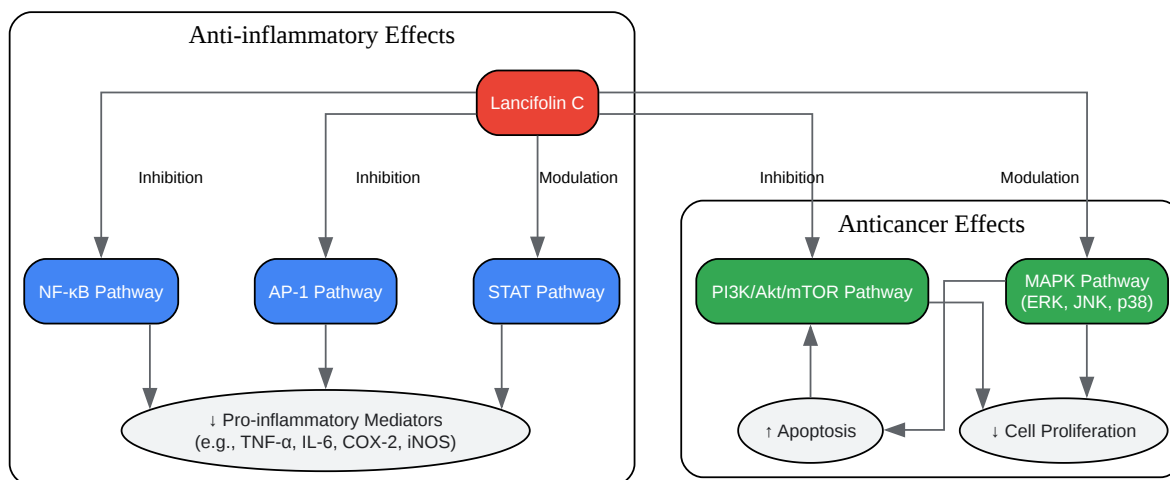 Anti-inflammatory Effects
Lancifolin C
Inhibition
Inhibition
Modulation
Inhibition
Modulation
Anticancer Effects
NF-κB Pathway
AP-1 Pathway
STAT Pathway
PI3K/Akt/mTOR Pathway
MAPK Pathway
(ERK, JNK, p38)
↓ Pro-inflammatory Mediators
(e.g., TNF-α, IL-6, COX-2, iNOS)
↑ Apoptosis
↓ Cell Proliferation